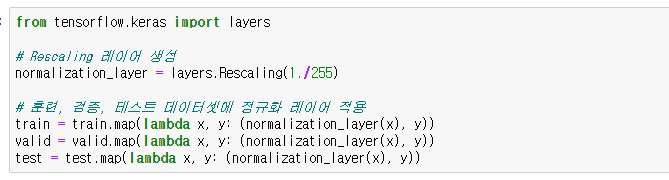 from tensorflow.keras import layers
# Rescaling 레이어 생성
normalization_layer = layers.Rescaling(1./255)
# 훈련, 검증, 테스트 데이터셋에 정규화 레이어 적용
train = train.map(lambda x, y: (normalization_layer(x), y))
valid = valid.map(lambda x, y: (normalization_layer(x), y))
test = test.map(lambda x, y: (normalization_layer(x), y))